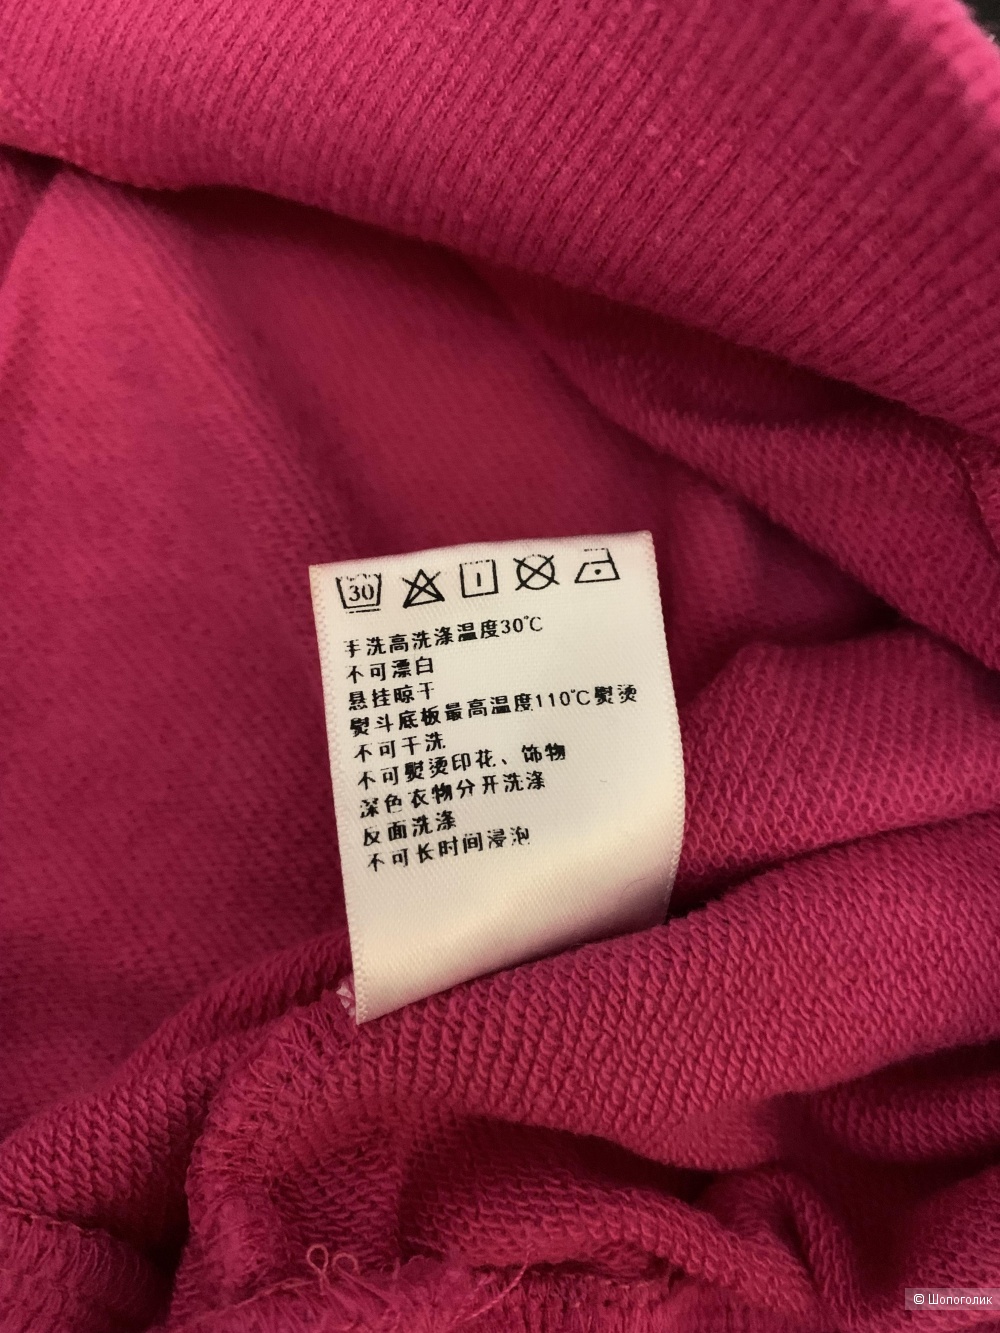 30
手洗高洗涤温度30℃
不可漂白
悬挂晾干
熨斗底板最高温度110℃熨烫
不可干洗
不可熨烫印花、饰物
深色衣物分开洗涤
反面洗涤
不可长时间浸泡
© Шопоголик